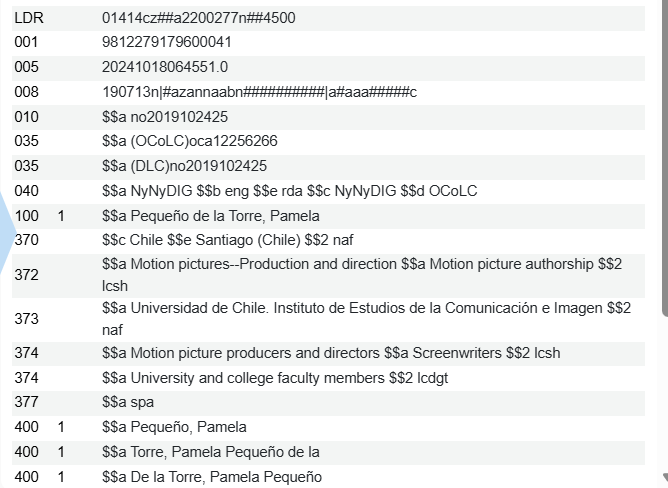 LDR 01414cz##a2200277n##4500
001 9812279179600041
005 20241018064551.0
008 190713n|#azannaabn##########|a#aaa#####c
010 $$a no2019102425
035 $$a (OCoLC)oca12256266
035 $$a (DLC)no2019102425
040 $$a NyNyDIG $$b eng $$e rda $$c NyNyDIG $$d OCoLC
100 1 $$a Pequeño de la Torre, Pamela
370 $$c Chile $$e Santiago (Chile) $$2 naf
372 $$a Motion pictures--Production and direction $$a Motion picture authorship $$2
lcsh
373 $$a Universidad de Chile. Instituto de Estudios de la Comunicación e Imagen $$2
naf
374 $$a Motion picture producers and directors $$a Screenwriters $$2 lcsh
374 $$a University and college faculty members $$2 lcdgt
377 $$a spa
400 1 $$a Pequeño, Pamela
400 1 $$a Torre, Pamela Pequeño de la
400 1 $$a De la Torre, Pamela Pequeño